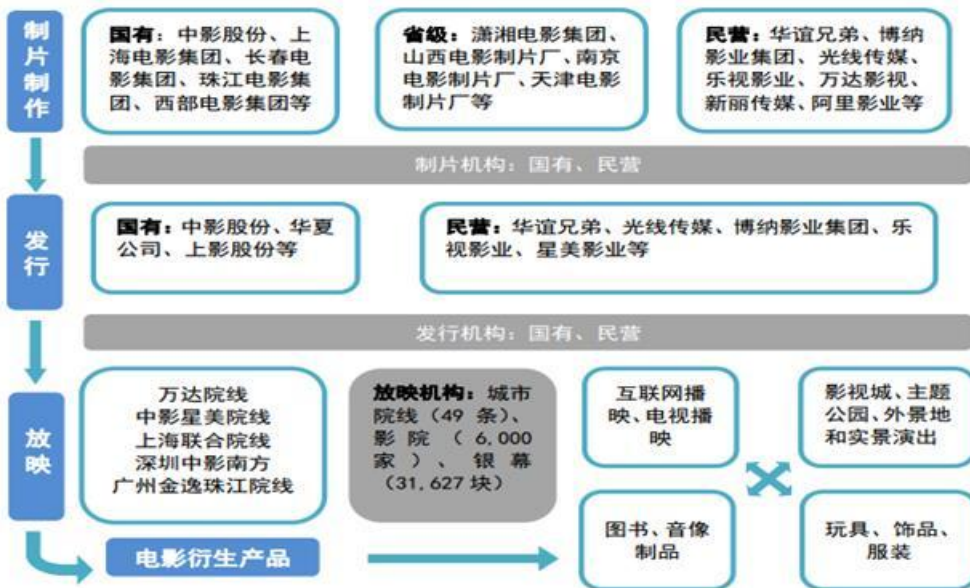 制片制作
国有：中影股份、上
海电影集团、长春电
影集团、珠江电影集
团、西部电影集团等
省级：潇湘电影集团、
山西电影制片厂、南京
电影制片厂、天津电影
制片厂等
民营：华谊兄弟、博纳
影业集团、光线传媒、
乐视影业、万达影视、
新丽传媒、阿里影业等
制片机构：国有、民营
发行
国有：中影股份、华夏
公司、上影股份等
民营：华谊兄弟、光线传媒、博纳影业集团、乐
视影业、星美影业等
发行机构：国有、民营
放映
万达院线
中影星美院线
上海联合院线
深圳中影南方
广州金逸珠江院线
放映机构：城市
院线（49 条）、
影院（6,000
家）、银幕
（31,627 块）
互联网播
映、电视播
映
影视城、主题
公园、外景地
和实景演出
图书、音像
制品
玩具、饰品、
服装
电影衍生产品